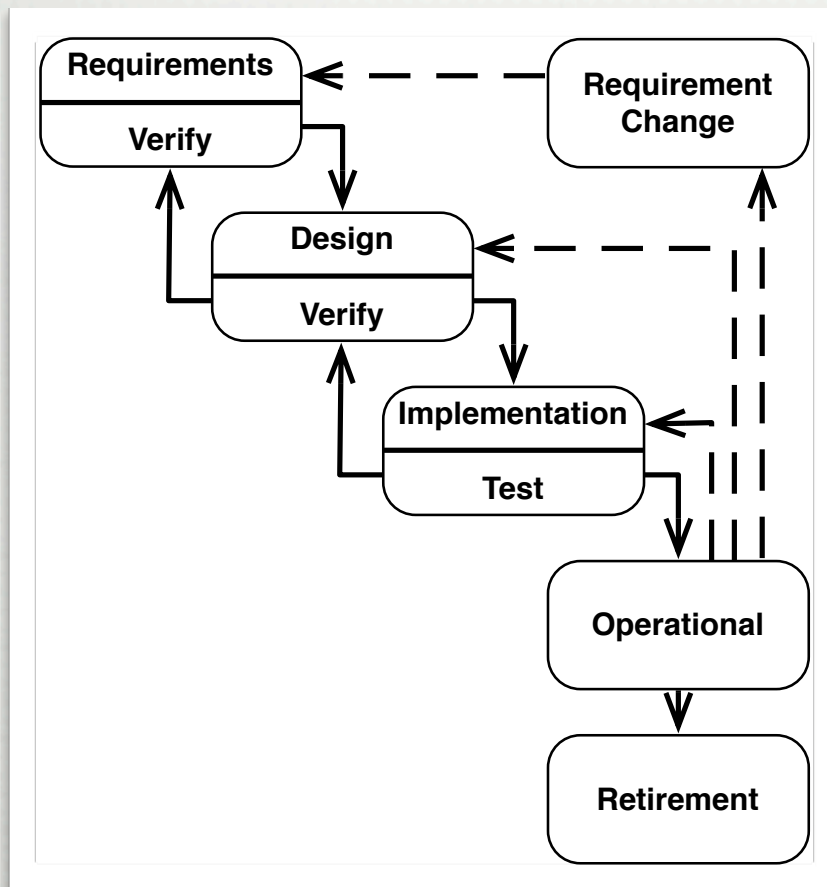 Requirements
Verify
Requirement
Change
Design
Verify
Implementation
Test
Operational
Retirement